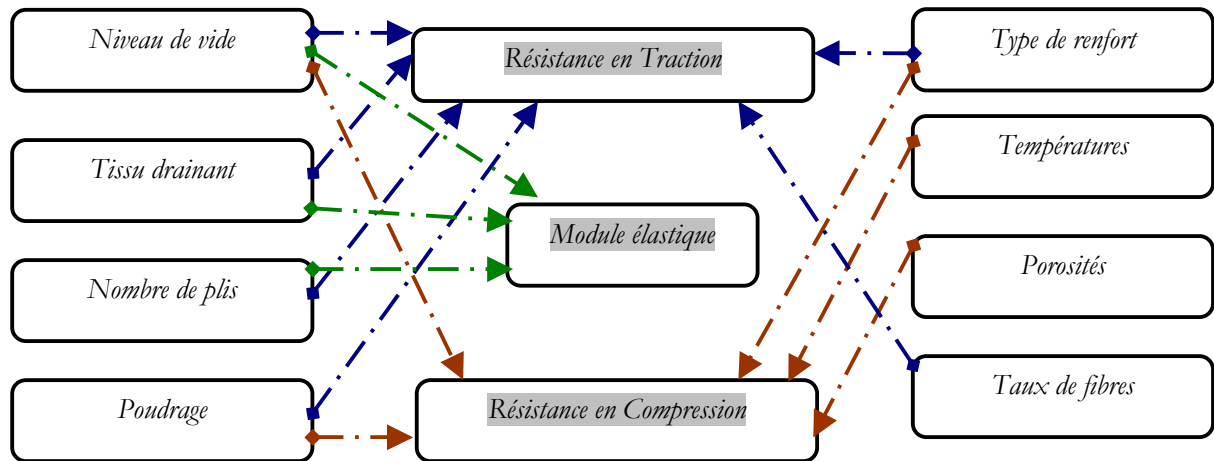 Niveau de vide
Tissu drainant
Nombre de plis
Poudrage
Résistance en Traction
Module élastique
Résistance en Compression
Type de renfort
Températures
Porosités
Taux de fibres